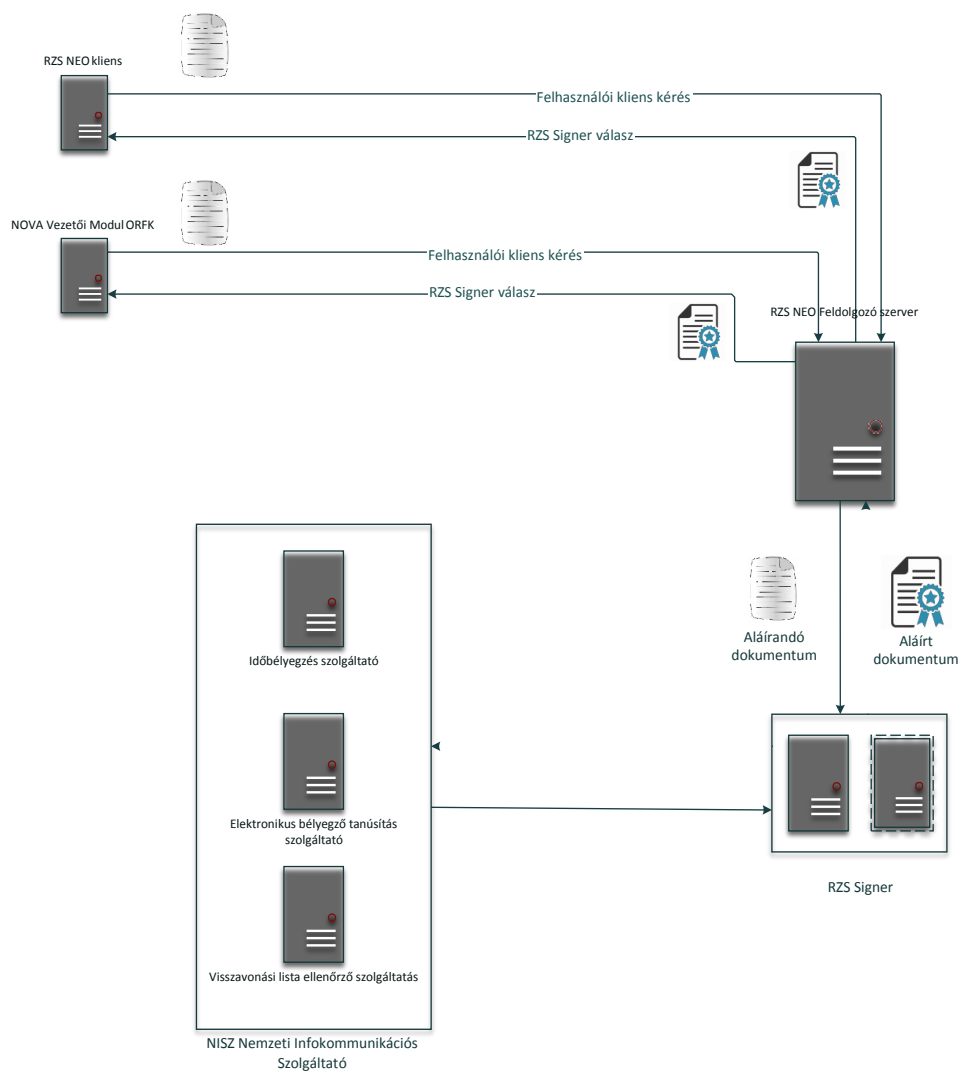 RZS NEO kliens
Felhasználói kliens kérés
RZS Signer válasz
NOVA Vezetői Modul ORFK
Felhasználói kliens kérés
RZS Signer válasz
RZS NEO Feldolgozó szerver
Aláírandó
dokumentum
Aláírt
dokumentum
Időbélyegzés szolgáltató
Elektronikus bélyegző tanúsítás
szolgáltató
Visszavonási lista ellenőrző szolgáltatás
NISZ Nemzeti Infokommunikációs
Szolgáltató
RZS Signer